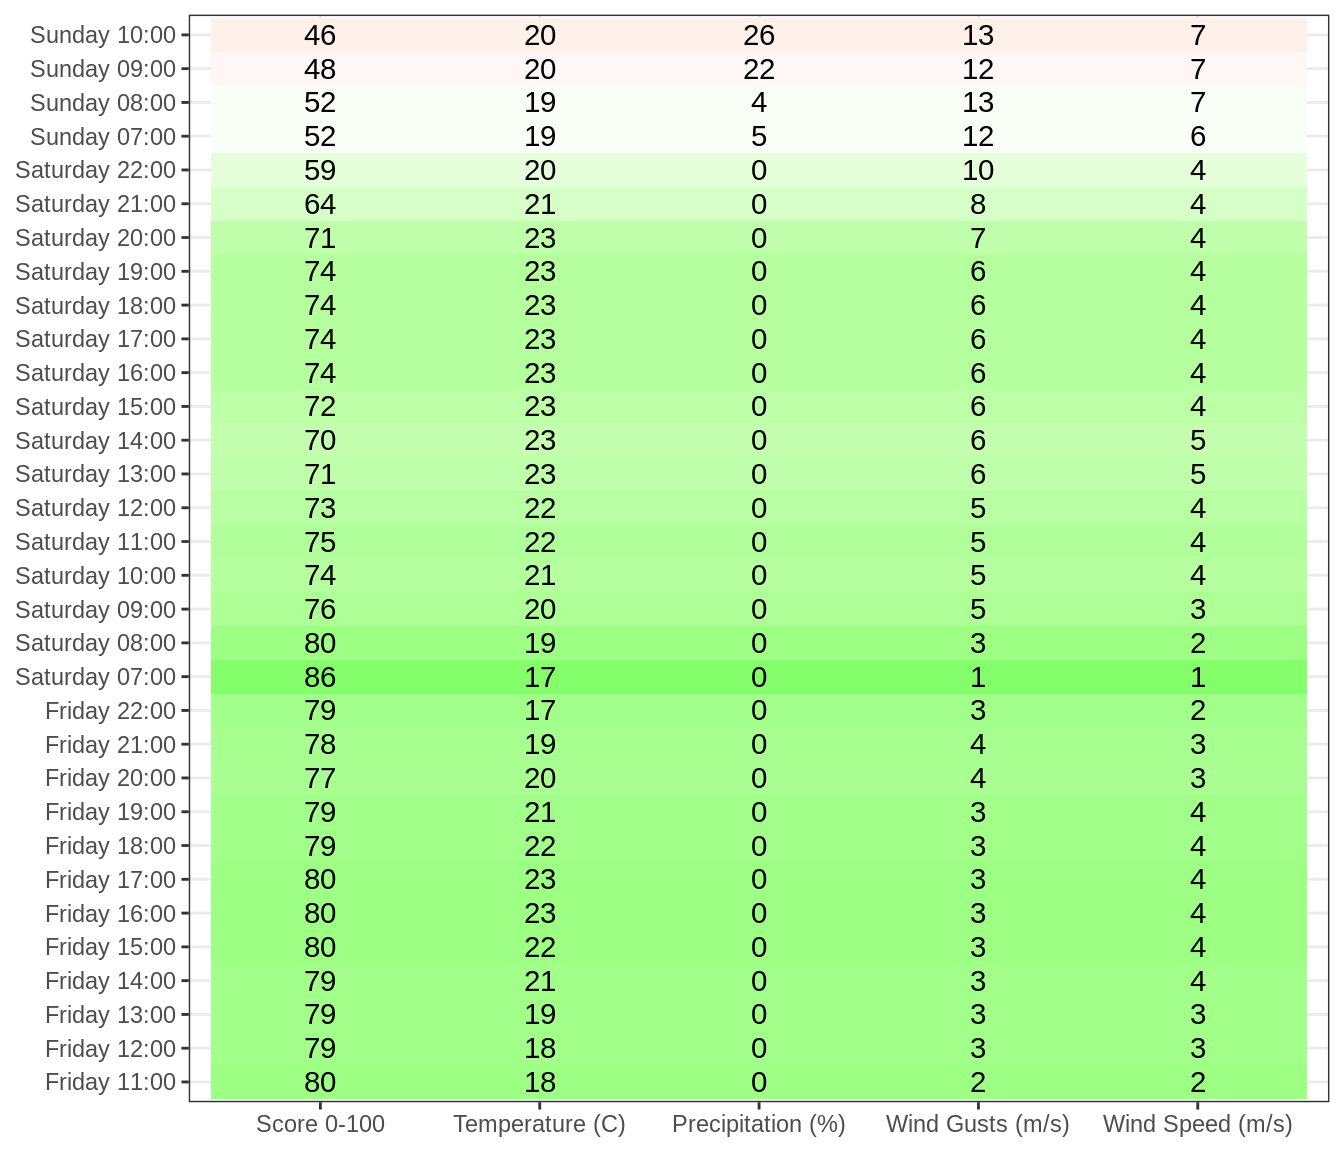 Sunday 10:00 46 20 26 13 7
Sunday 09:00 48 20 22 12 7
Sunday 08:00 52 19 4 13 7
Sunday 07:00 52 19 5 12 6
Saturday 22:00 59 20 0 10 4
Saturday 21:00 64 21 0 8 4
Saturday 20:00 71 23 0 7 4
Saturday 19:00 74 23 0 6 4
Saturday 18:00 74 23 0 6 4
Saturday 17:00 74 23 0 6 4
Saturday 16:00 74 23 0 6 4
Saturday 15:00 72 23 0 6 4
Saturday 14:00 70 23 0 6 5
Saturday 13:00 71 23 0 6 5
Saturday 12:00 73 22 0 5 4
Saturday 11:00 75 22 0 5 4
Saturday 10:00 74 21 0 5 4
Saturday 09:00 76 20 0 5 3
Saturday 08:00 80 19 0 3 2
Saturday 07:00 86 17 0 1 1
Friday 22:00 79 17 0 3 2
Friday 21:00 78 19 0 4 3
Friday 20:00 77 20 0 4 3
Friday 19:00 79 21 0 3 4
Friday 18:00 79 22 0 3 4
Friday 17:00 80 23 0 3 4
Friday 16:00 80 23 0 3 4
Friday 15:00 80 22 0 3 4
Friday 14:00 79 21 0 3 4
Friday 13:00 79 19 0 3 3
Friday 12:00 79 18 0 3 3
Friday 11:00 80 18 0 2 2
Score 0-100 Temperature (C) Precipitation (%) Wind Gusts (m/s) Wind Speed (m/s)